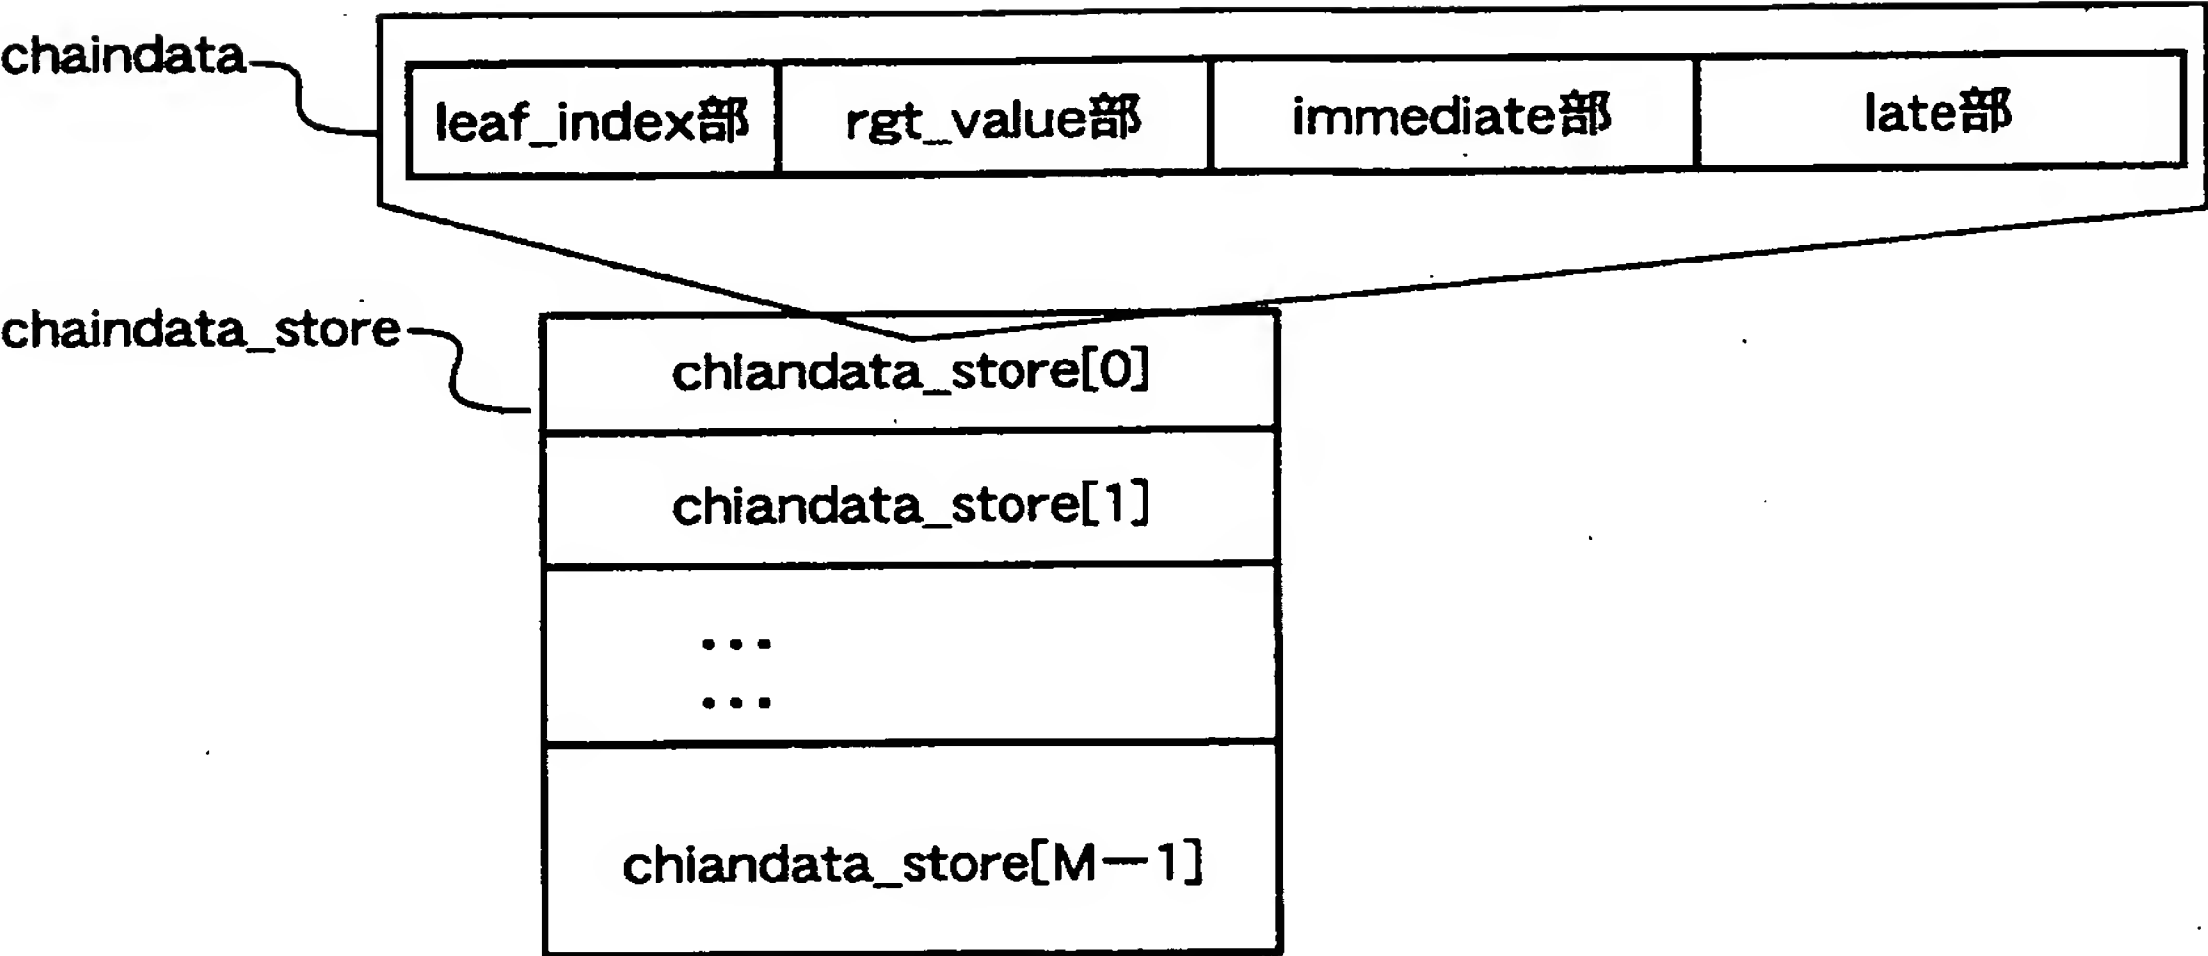 chaindata
leaf_index部 rgt_value部 immediate部 late部
chaindata_store
chiandata_store[0]
chiandata_store[1]
...
...
chiandata_store[M－1]